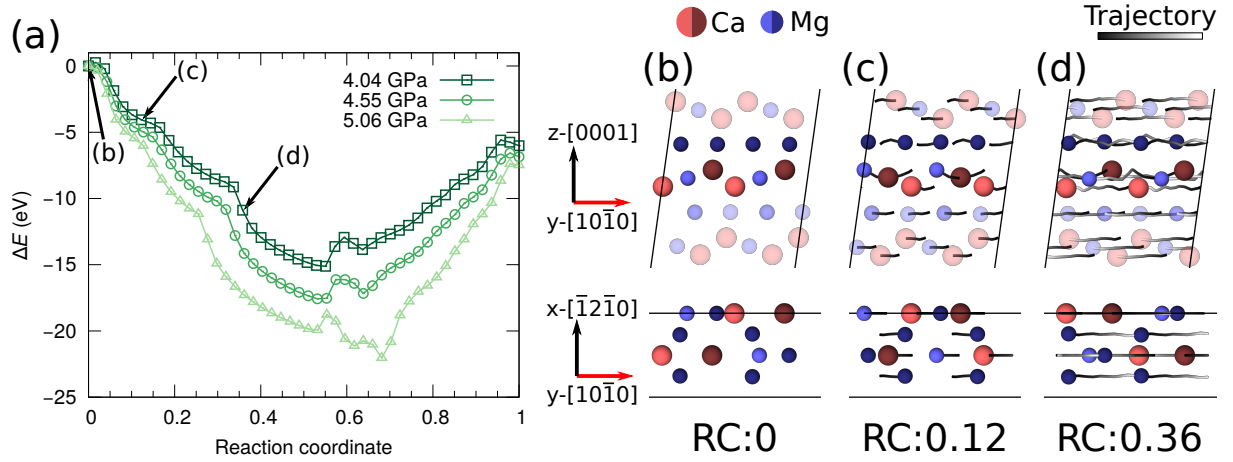 (a)
0
−5
−10
−15
−20
−25
ΔE (eV)
0
0.2
0.4
0.6
0.8
1
Reaction coordinate
4.04 GPa
4.55 GPa
5.06 GPa
(b)
(c)
(d)
Ca Mg
Trajectory
(b) (c) (d)
z-[0001]
y-[101̅0]
x-[1̅21̅0]
y-[101̅0]
RC:0 RC:0.12 RC:0.36